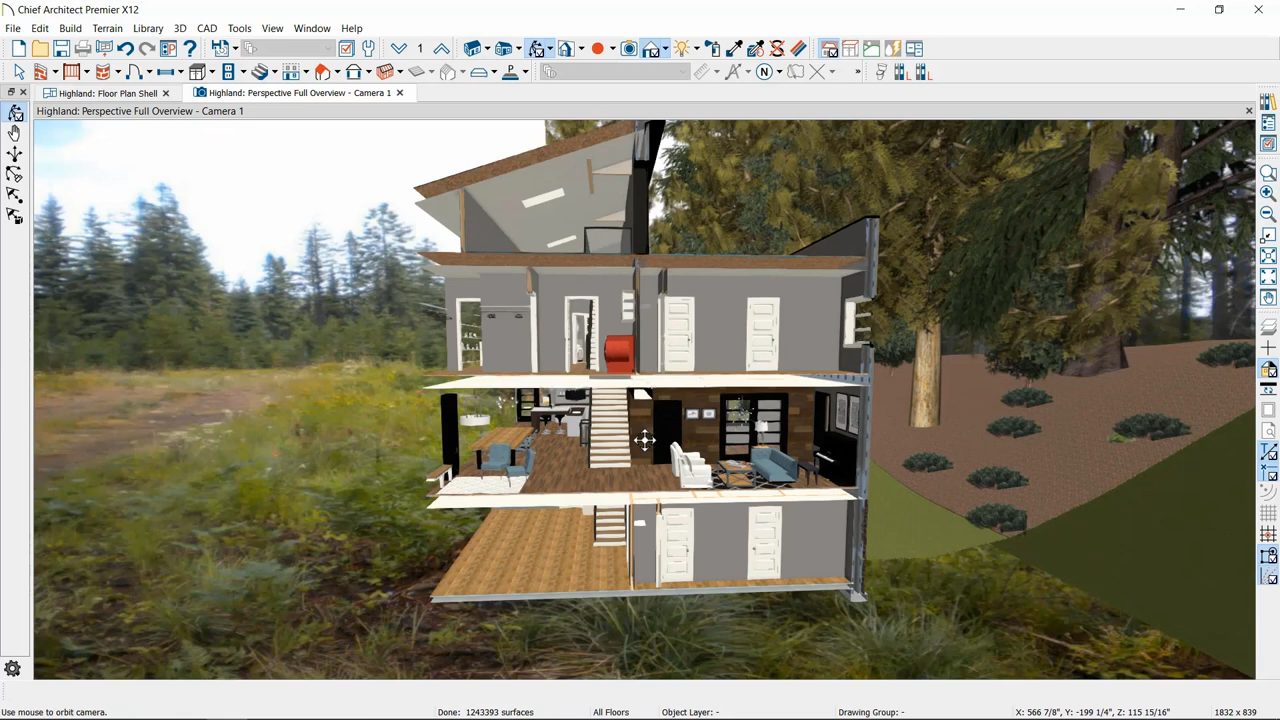 Chief Architect Premier X12
File Edit Build Terrain Library 3D CAD Tools Window Help
1
Highland: Floor Plan Shell
Highland: Perspective Full Overview - Camera 1
Highland: Perspective Full Overview - Camera 1
Use mouse to orbit camera.
Done: 1243393 surfaces
All Floors
Object Layer: -
Drawing Group: -
X: 566 7/8", Y: -199 1/4", Z: 115 15/16"
1832 x 839